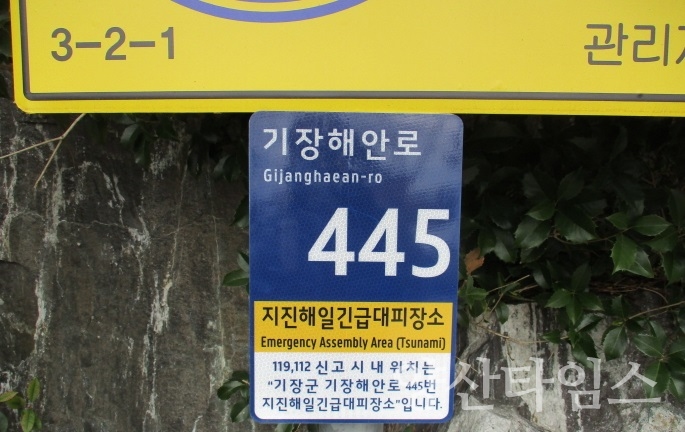 3-2-1
관리
기장해안로
Gijanghaean-ro
445
지진해일긴급대피장소
Emergency Assembly Area (Tsunami)
119,112 신고 시 내 위치는
“기장군 기장해안로 445번
지진해일긴급대피장소”입니다.
산타임스